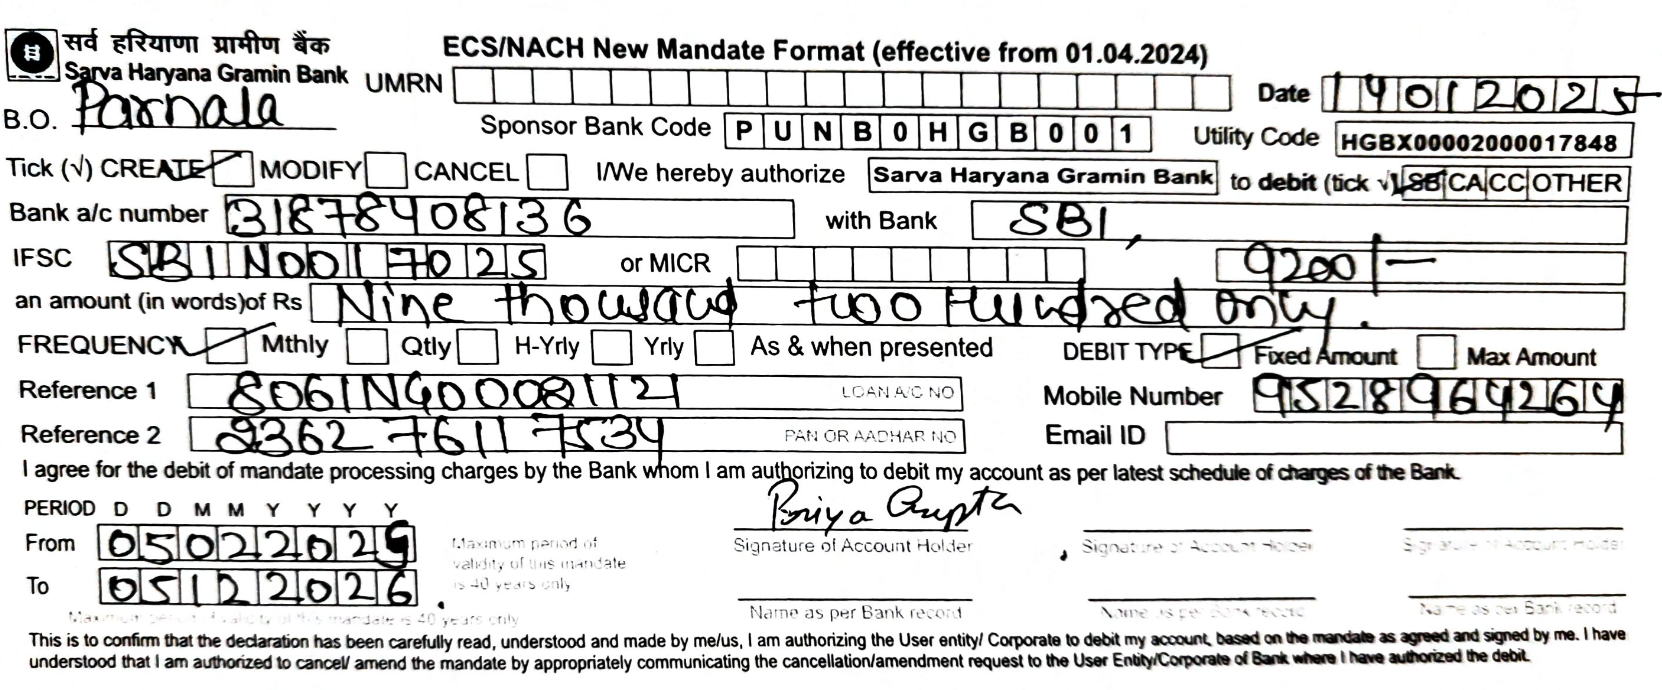 सर्व हरियाणा ग्रामीण बैंक
Sarva Haryana Gramin Bank
ECS/NACH New Mandate Format (effective from 01.04.2024)
UMRN
Date 14012025
B.O. Parnala
Sponsor Bank Code PUNB0HGB001 Utility Code HGBX00002000017848
Tick (√) CREATE MODIFY CANCEL I/We hereby authorize Sarva Haryana Gramin Bank to debit (tick √) SB CA CC OTHER
Bank a/c number 31878408136 with Bank SBI,
IFSC SBIN0017025 or MICR 9200/-
an amount (in words)of Rs Nine thousand two Hundred only.
FREQUENCY Mthly Qtly H-Yrly Yrly As & when presented DEBIT TYPE Fixed Amount Max Amount
Reference 1 8061NG00081121 LOAN A/C NO Mobile Number 9528964264
Reference 2 236276117534 PAN OR AADHAR NO Email ID
I agree for the debit of mandate processing charges by the Bank whom I am authorizing to debit my account as per latest schedule of charges of the Bank.
PERIOD D D M M Y Y Y Y
Priya Gupta
From 05022025 Maximum period of validity of this mandate is 40 years only
Signature of Account Holder Signature of Account Holder Signature of Account Holder
To 05122026
Name as per Bank record Name as per Bank record Name as per Bank record
Maximum period of validity of this mandate is 40 years only
This is to confirm that the declaration has been carefully read, understood and made by me/us, I am authorizing the User entity/ Corporate to debit my account, based on the mandate as agreed and signed by me. I have
understood that I am authorized to cancel/ amend the mandate by appropriately communicating the cancellation/amendment request to the User Entity/Corporate of Bank where I have authorized the debit.